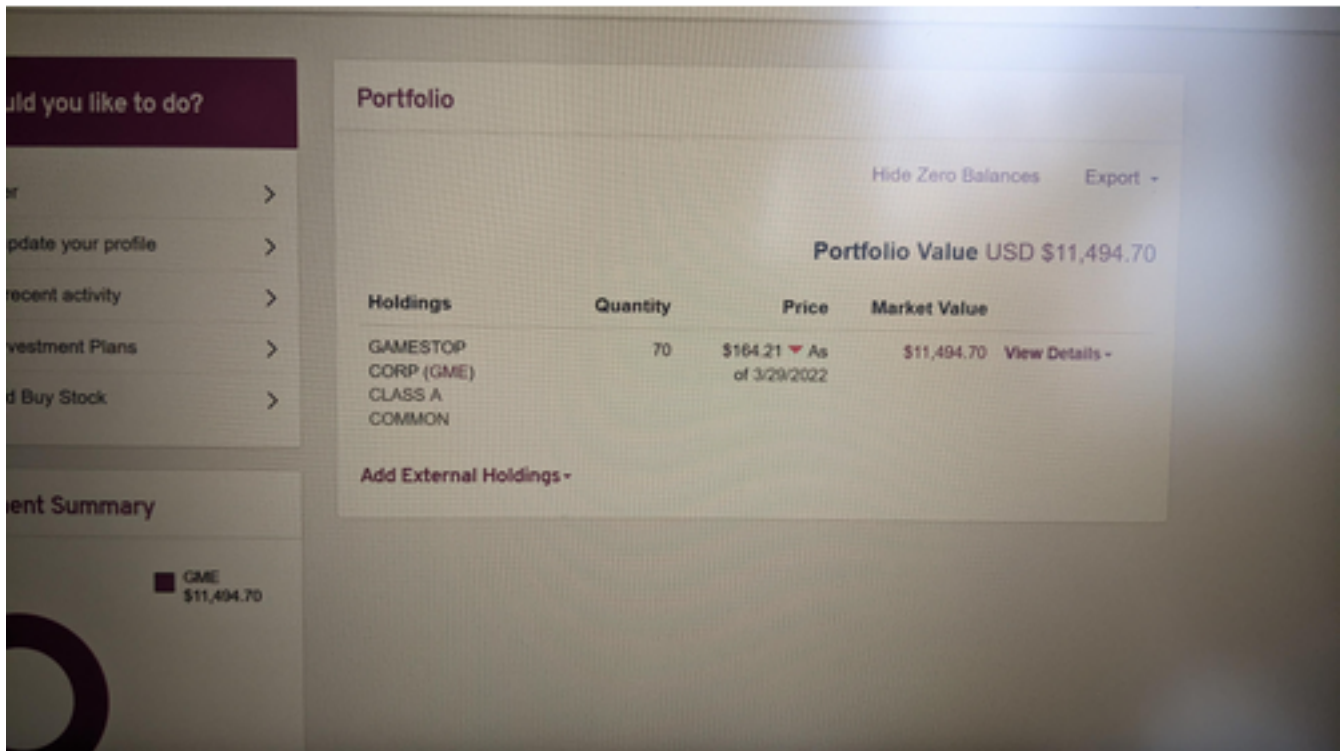 uld you like to do?
er
pdate your profile
recent activity
vestment Plans
d Buy Stock
ent Summary
GME
$11,494.70
Portfolio
Hide Zero Balances Export
Portfolio Value USD $11,494.70
Holdings Quantity Price Market Value
GAMESTOP 70 $164.21 As $11,494.70 View Details
CORP (GME) of 3/29/2022
CLASS A
COMMON
Add External Holdings